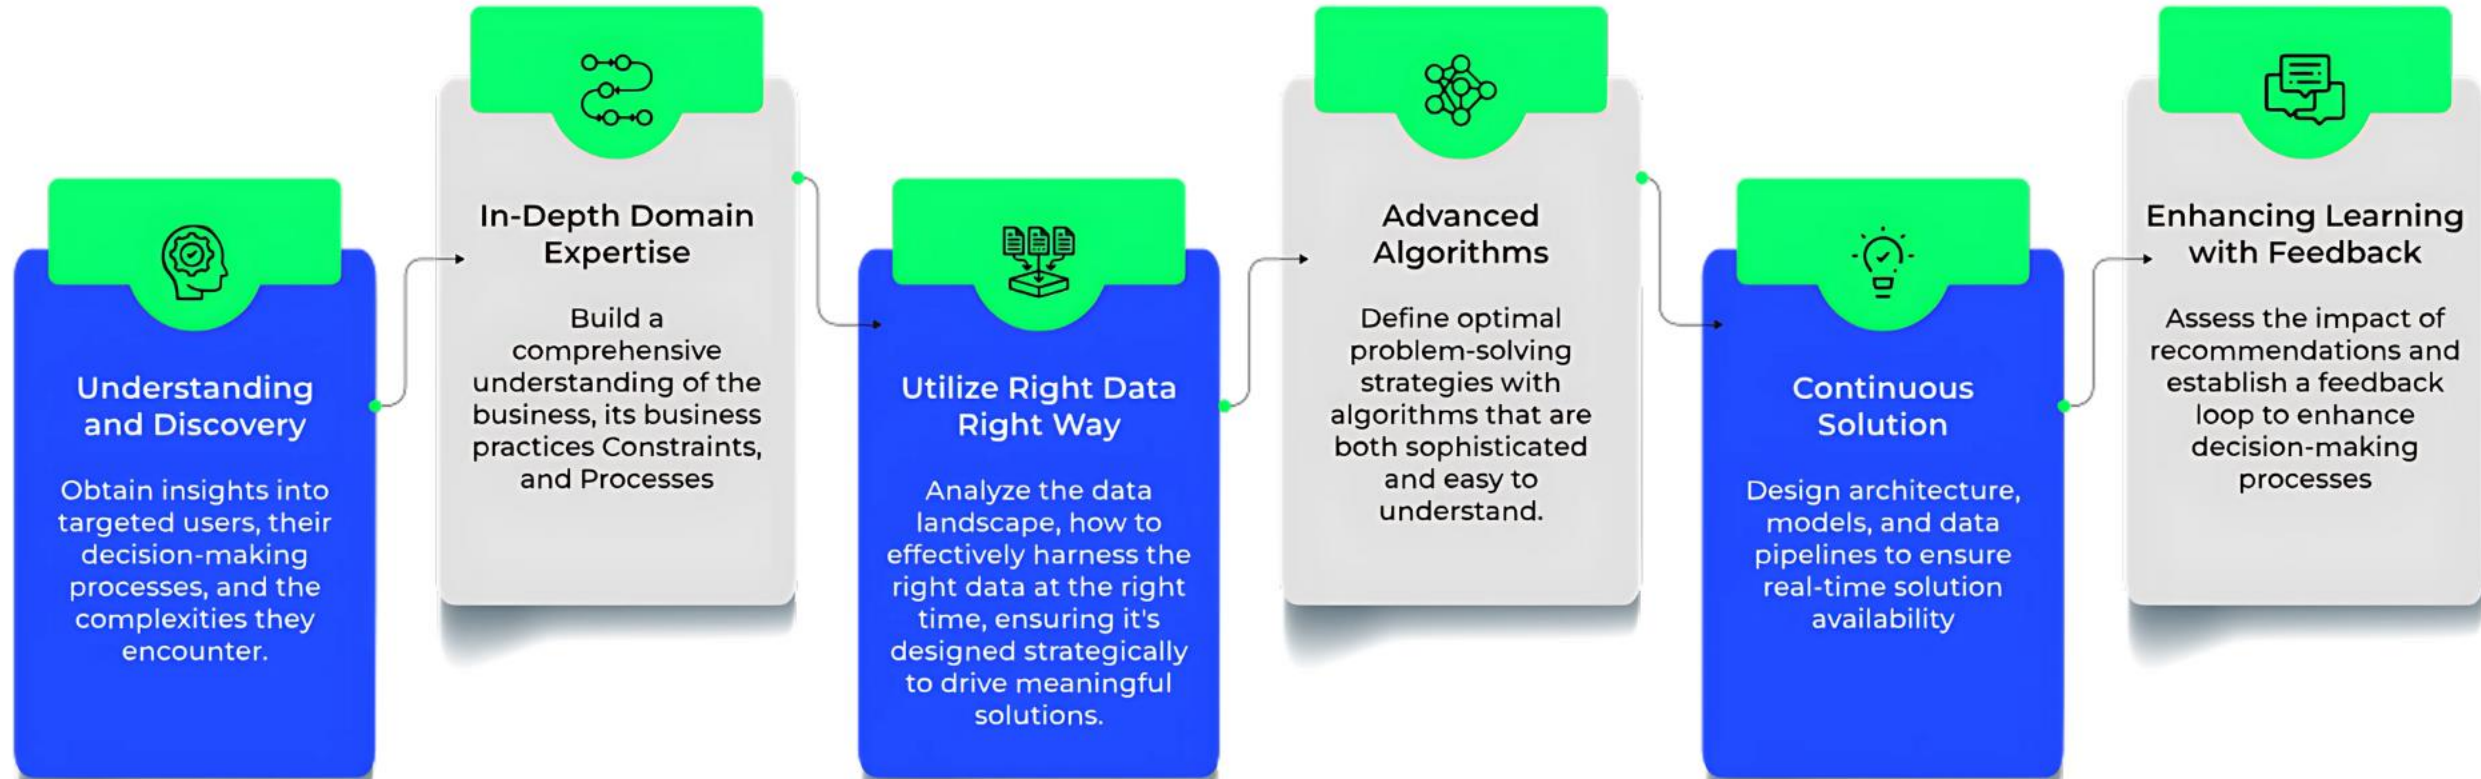 Understanding
and Discovery
Obtain insights into
targeted users, their
decision-making
processes, and the
complexities they
encounter.
In-Depth Domain
Expertise
Build a
comprehensive
understanding of the
business, its business
practices Constraints,
and Processes
Utilize Right Data
Right Way
Analyze the data
landscape, how to
effectively harness the
right data at the right
time, ensuring it's
designed strategically
to drive meaningful
solutions.
Advanced
Algorithms
Define optimal
problem-solving
strategies with
algorithms that are
both sophisticated
and easy to
understand.
Continuous
Solution
Design architecture,
models, and data
pipelines to ensure
real-time solution
availability
Enhancing Learning
with Feedback
Assess the impact of
recommendations and
establish a feedback
loop to enhance
decision-making
processes